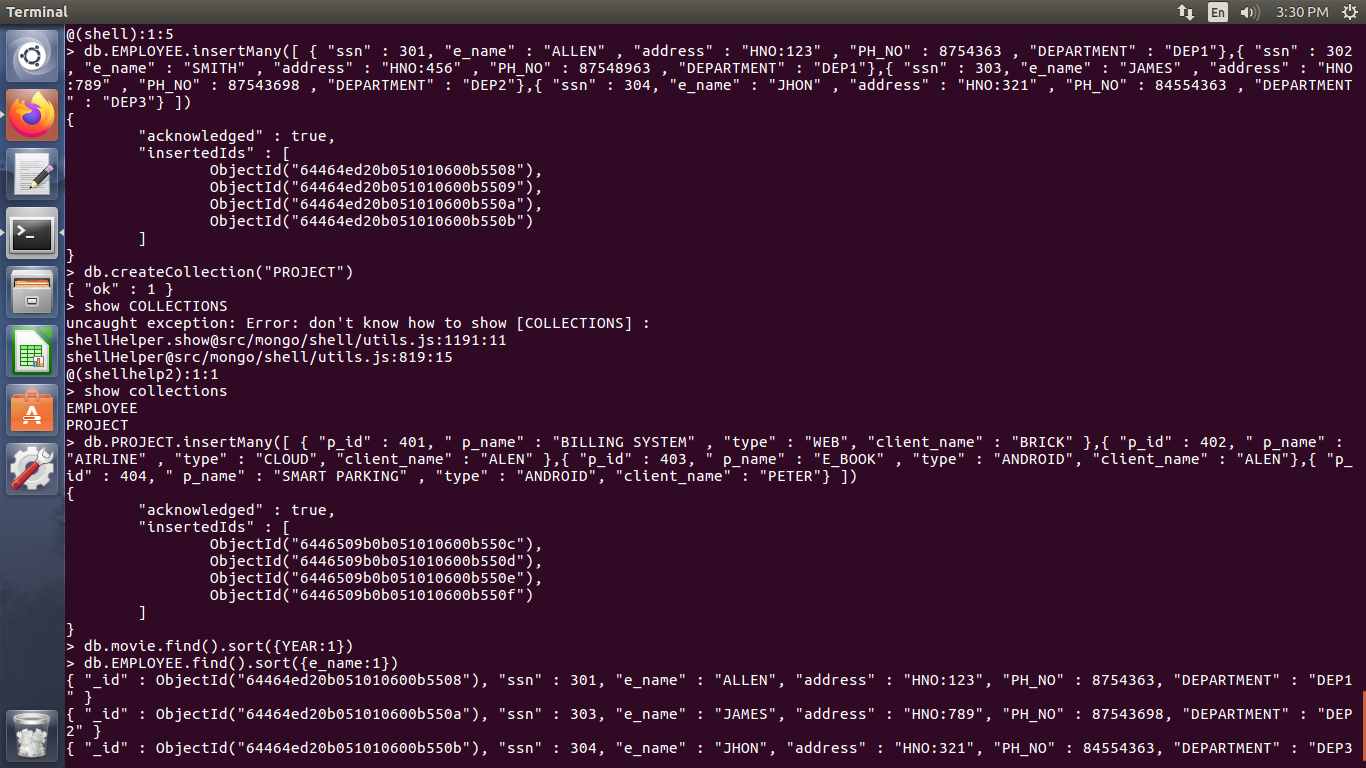 Terminal
En
3:30 PM
@(shell):1:5
> db.EMPLOYEE.insertMany([ { "ssn" : 301, "e_name" : "ALLEN" , "address" : "HNO:123" , "PH_NO" : 8754363 , "DEPARTMENT" : "DEP1"},{ "ssn" : 302
, "e_name" : "SMITH" , "address" : "HNO:456" , "PH_NO" : 87548963 , "DEPARTMENT" : "DEP1"},{ "ssn" : 303, "e_name" : "JAMES" , "address" : "HNO
:789" , "PH_NO" : 87543698 , "DEPARTMENT" : "DEP2"},{ "ssn" : 304, "e_name" : "JHON" , "address" : "HNO:321" , "PH_NO" : 84554363 , "DEPARTMENT
" : "DEP3"} ])
{
"acknowledged" : true,
"insertedIds" : [
ObjectId("64464ed20b051010600b5508"),
ObjectId("64464ed20b051010600b5509"),
ObjectId("64464ed20b051010600b550a"),
ObjectId("64464ed20b051010600b550b")
]
}
> db.createCollection("PROJECT")
{ "ok" : 1 }
> show COLLECTIONS
uncaught exception: Error: don't know how to show [COLLECTIONS] :
shellHelper.show@src/mongo/shell/utils.js:1191:11
shellHelper@src/mongo/shell/utils.js:819:15
@(shellhelp2):1:1
> show collections
EMPLOYEE
PROJECT
> db.PROJECT.insertMany([ { "p_id" : 401, " p_name" : "BILLING SYSTEM" , "type" : "WEB", "client_name" : "BRICK" },{ "p_id" : 402, " p_name" :
"AIRLINE" , "type" : "CLOUD", "client_name" : "ALEN" },{ "p_id" : 403, " p_name" : "E_BOOK" , "type" : "ANDROID", "client_name" : "ALEN"},{ "p_
id" : 404, " p_name" : "SMART PARKING" , "type" : "ANDROID", "client_name" : "PETER"} ])
{
"acknowledged" : true,
"insertedIds" : [
ObjectId("6446509b0b051010600b550c"),
ObjectId("6446509b0b051010600b550d"),
ObjectId("6446509b0b051010600b550e"),
ObjectId("6446509b0b051010600b550f")
]
}
> db.movie.find().sort({YEAR:1})
> db.EMPLOYEE.find().sort({e_name:1})
{ "_id" : ObjectId("64464ed20b051010600b5508"), "ssn" : 301, "e_name" : "ALLEN", "address" : "HNO:123", "PH_NO" : 8754363, "DEPARTMENT" : "DEP1
" }
{ "_id" : ObjectId("64464ed20b051010600b550a"), "ssn" : 303, "e_name" : "JAMES", "address" : "HNO:789", "PH_NO" : 87543698, "DEPARTMENT" : "DEP
2" }
{ "_id" : ObjectId("64464ed20b051010600b550b"), "ssn" : 304, "e_name" : "JHON", "address" : "HNO:321", "PH_NO" : 84554363, "DEPARTMENT" : "DEP3